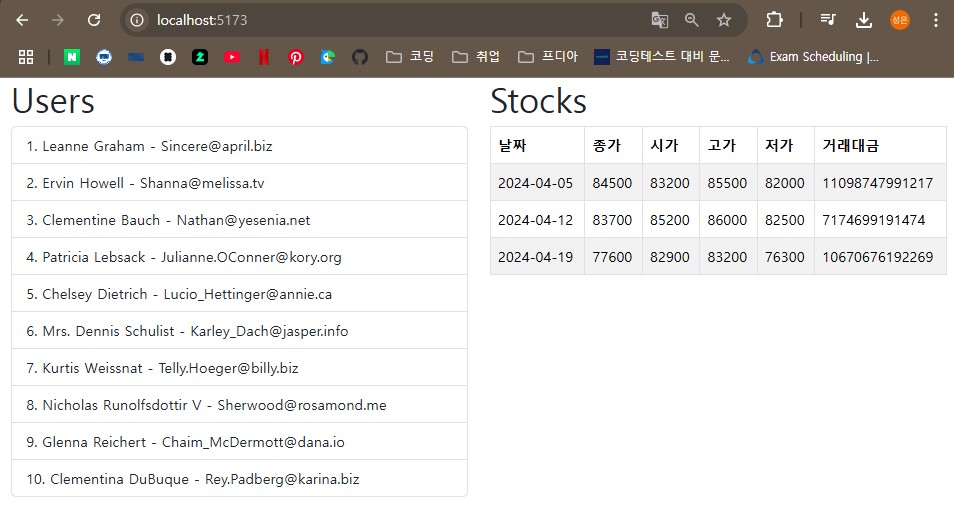 localhost:5173
성은
코딩
취업
프디아
코딩테스트 대비 문...
Exam Scheduling |...
Users
1. Leanne Graham - Sincere@april.biz
2. Ervin Howell - Shanna@melissa.tv
3. Clementine Bauch - Nathan@yesenia.net
4. Patricia Lebsack - Julianne.OConner@kory.org
5. Chelsey Dietrich - Lucio_Hettinger@annie.ca
6. Mrs. Dennis Schulist - Karley_Dach@jasper.info
7. Kurtis Weissnat - Telly.Hoeger@billy.biz
8. Nicholas Runolfsdottir V - Sherwood@rosamond.me
9. Glenna Reichert - Chaim_McDermott@dana.io
10. Clementina DuBuque - Rey.Padberg@karina.biz
Stocks
날짜 종가 시가 고가 저가 거래대금
2024-04-05 84500 83200 85500 82000 11098747991217
2024-04-12 83700 85200 86000 82500 7174699191474
2024-04-19 77600 82900 83200 76300 10670676192269